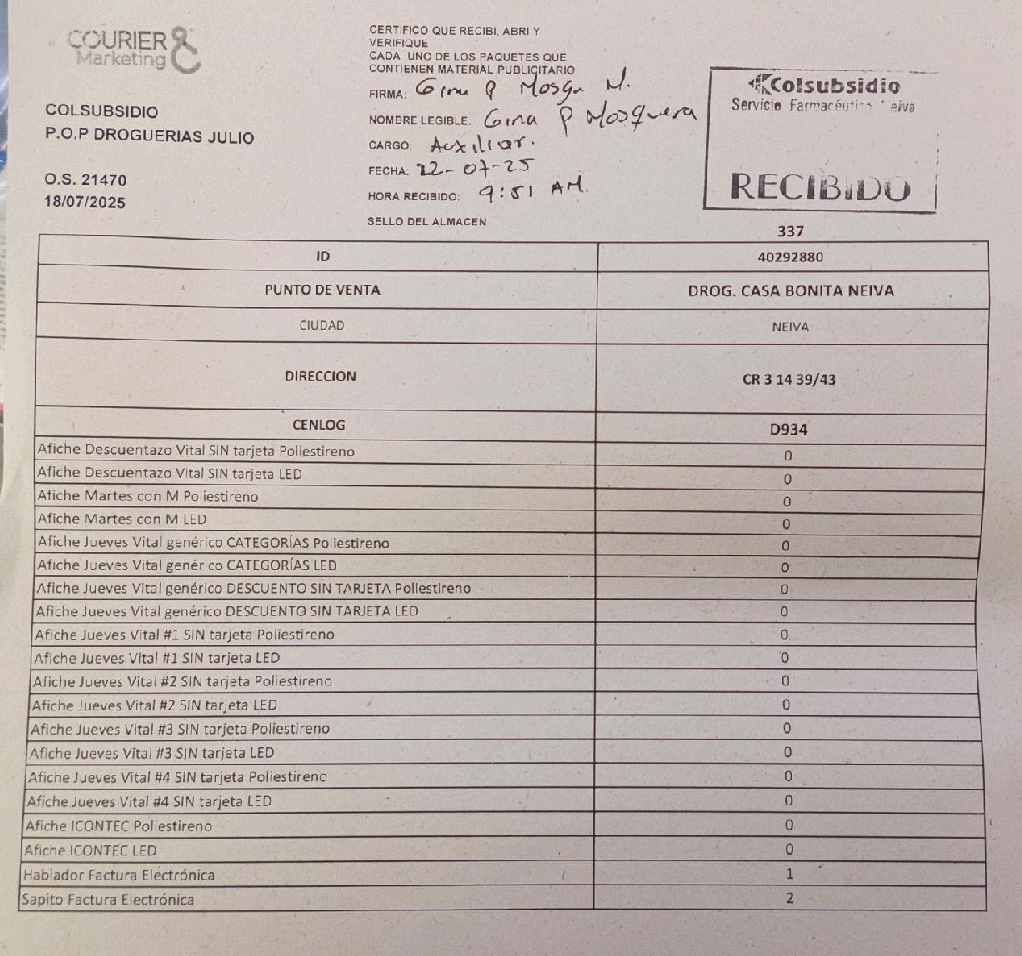 COURIER &
Marketing
COLSUBSIDIO
P.O.P DROGUERIAS JULIO
O.S. 21470
18/07/2025
CERTIFICO QUE RECIBI, ABRI Y
VERIFIQUE
CADA UNO DE LOS PAQUETES QUE
CONTIENEN MATERIAL PUBLICITARIO
FIRMA: Gina P Mosqu M.
NOMBRE LEGIBLE: Gina P Mosquera
CARGO: Auxiliar.
FECHA: 22-07-25
HORA RECIBIDO: 9:51 AM.
SELLO DEL ALMACEN
Colsubsidio
Servicio Farmacéutico Neiva
RECIBIDO
337
ID 40292880
PUNTO DE VENTA DROG. CASA BONITA NEIVA
CIUDAD NEIVA
DIRECCION CR 3 14 39/43
CENLOG D934
Afiche Descuentazo Vital SIN tarjeta Poliestireno 0
Afiche Descuentazo Vital SIN tarjeta LED 0
Afiche Martes con M Poliestireno 0
Afiche Martes con M LED 0
Afiche Jueves Vital genérico CATEGORÍAS Poliestireno 0
Afiche Jueves Vital genérico CATEGORÍAS LED 0
Afiche Jueves Vital genérico DESCUENTO SIN TARJETA Poliestireno 0
Afiche Jueves Vital genérico DESCUENTO SIN TARJETA LED 0
Afiche Jueves Vital #1 SIN tarjeta Poliestireno 0
Afiche Jueves Vital #1 SIN tarjeta LED 0
Afiche Jueves Vital #2 SIN tarjeta Poliestireno 0
Afiche Jueves Vital #2 SIN tarjeta LED 0
Afiche Jueves Vital #3 SIN tarjeta Poliestireno 0
Afiche Jueves Vital #3 SIN tarjeta LED 0
Afiche Jueves Vital #4 SIN tarjeta Poliestireno 0
Afiche Jueves Vital #4 SIN tarjeta LED 0
Afiche ICONTEC Poliestireno 0
Afiche ICONTEC LED 0
Hablador Factura Electrónica 1
Sapito Factura Electrónica 2